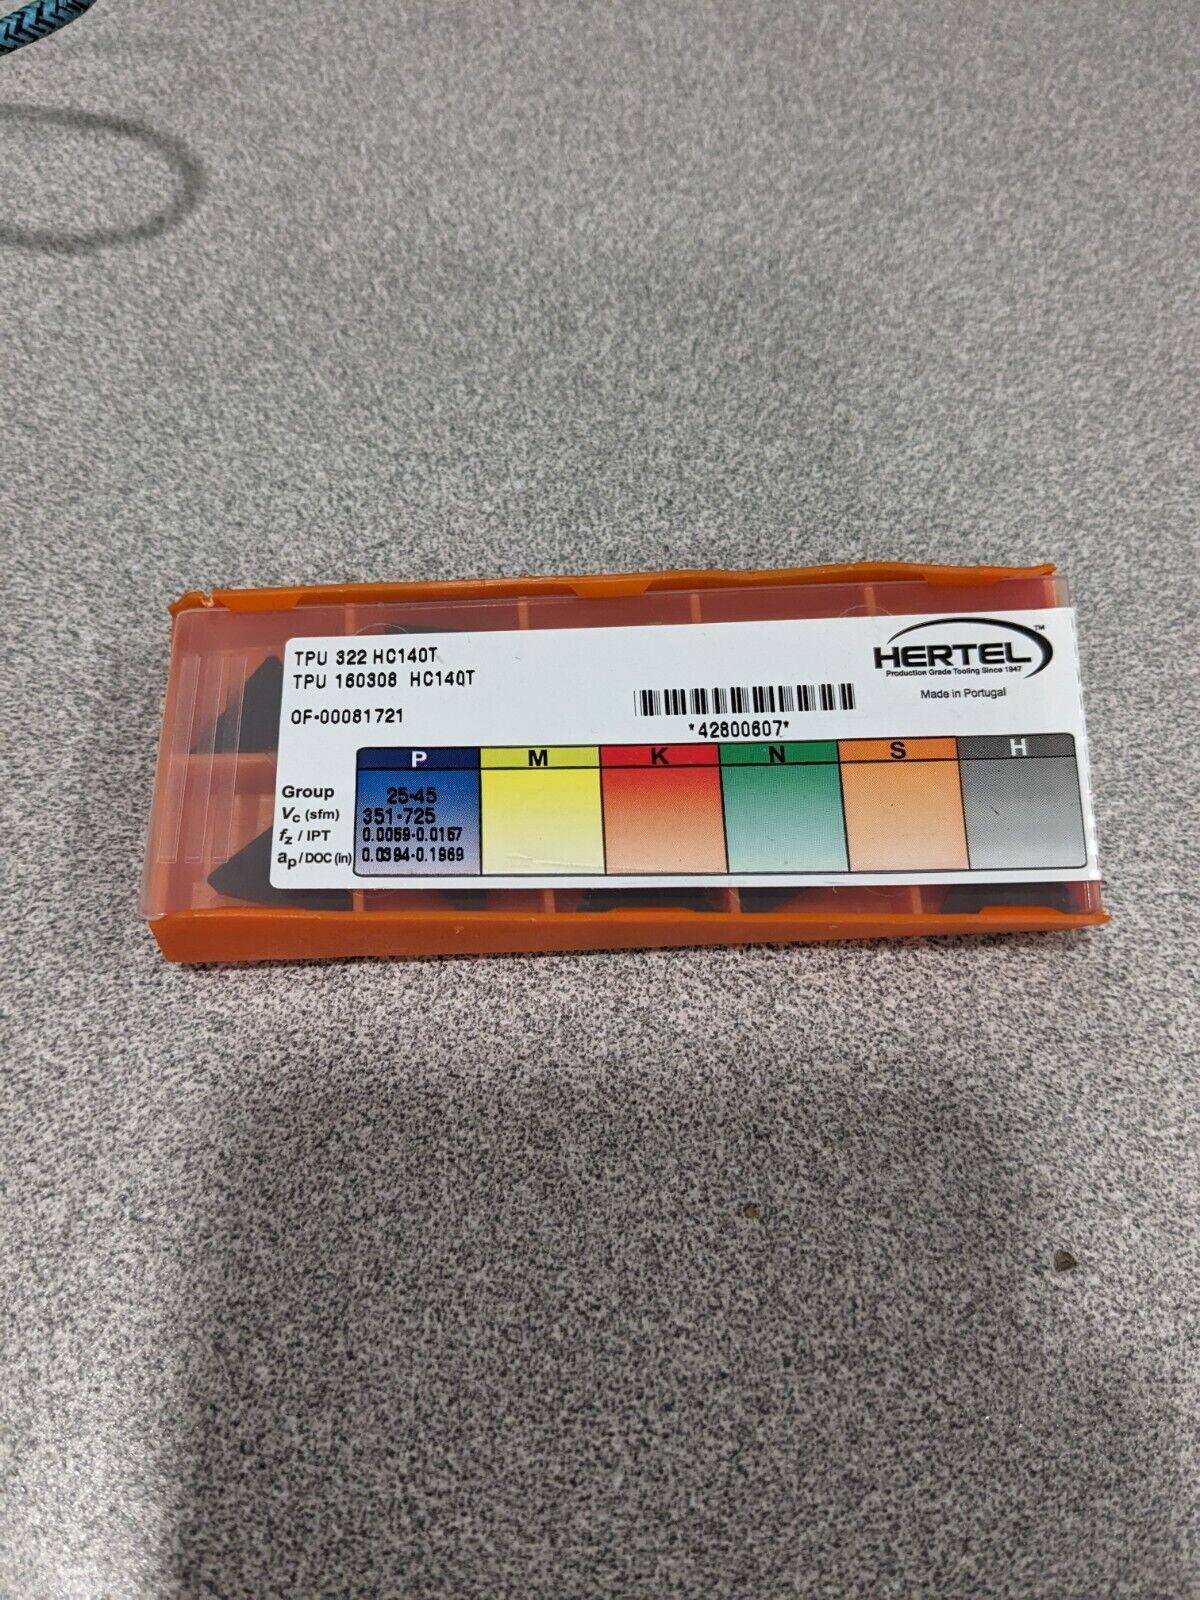 TPU 322 HC140T
TPU 160308 HC140T
OF-00081721
HERTEL™
Production Grade Tooling Since 1947
Made in Portugal
*42800607*
P M K N S H
Group 25-45
Vc (sfm) 351-725
fz / IPT 0.0059-0.0157
ap / DOC (in) 0.0394-0.1969